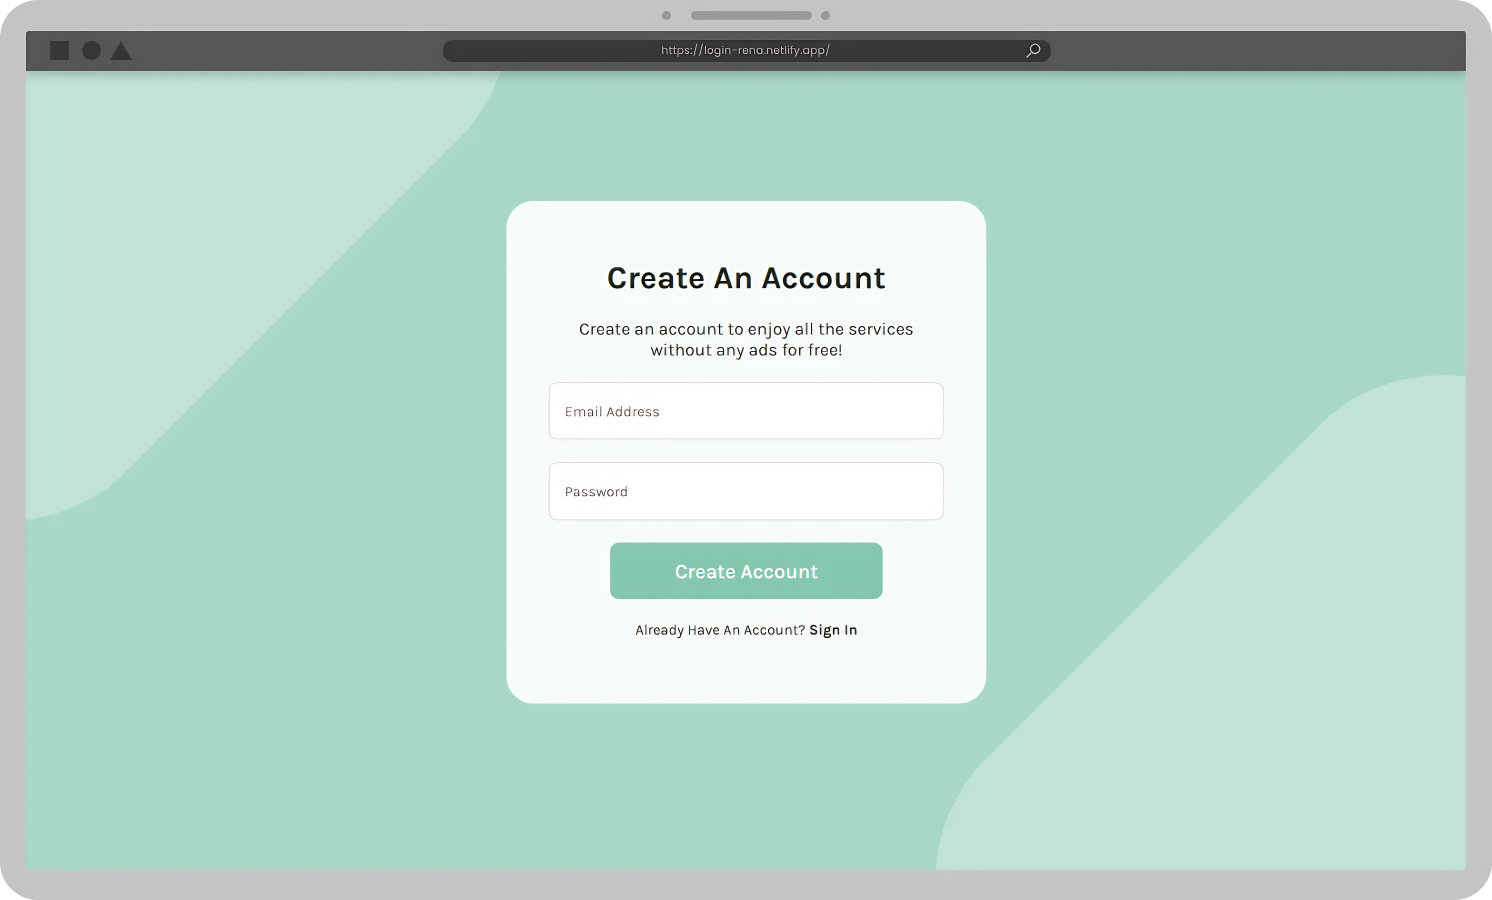 https://login-rena.netlify.app/
Create An Account
Create an account to enjoy all the services
without any ads for free!
Email Address
Password
Create Account
Already Have An Account? Sign In